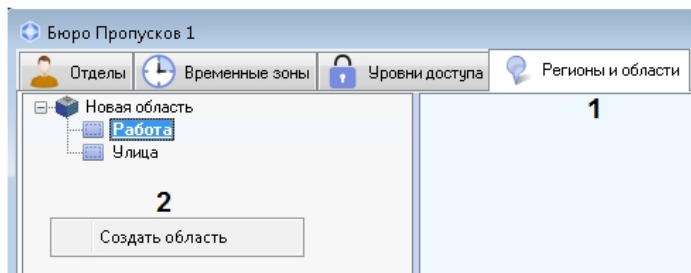 Бюро Пропусков 1
Отделы Временные зоны Уровни доступа Регионы и области
Новая область 1
Работа
Улица
2
Создать область